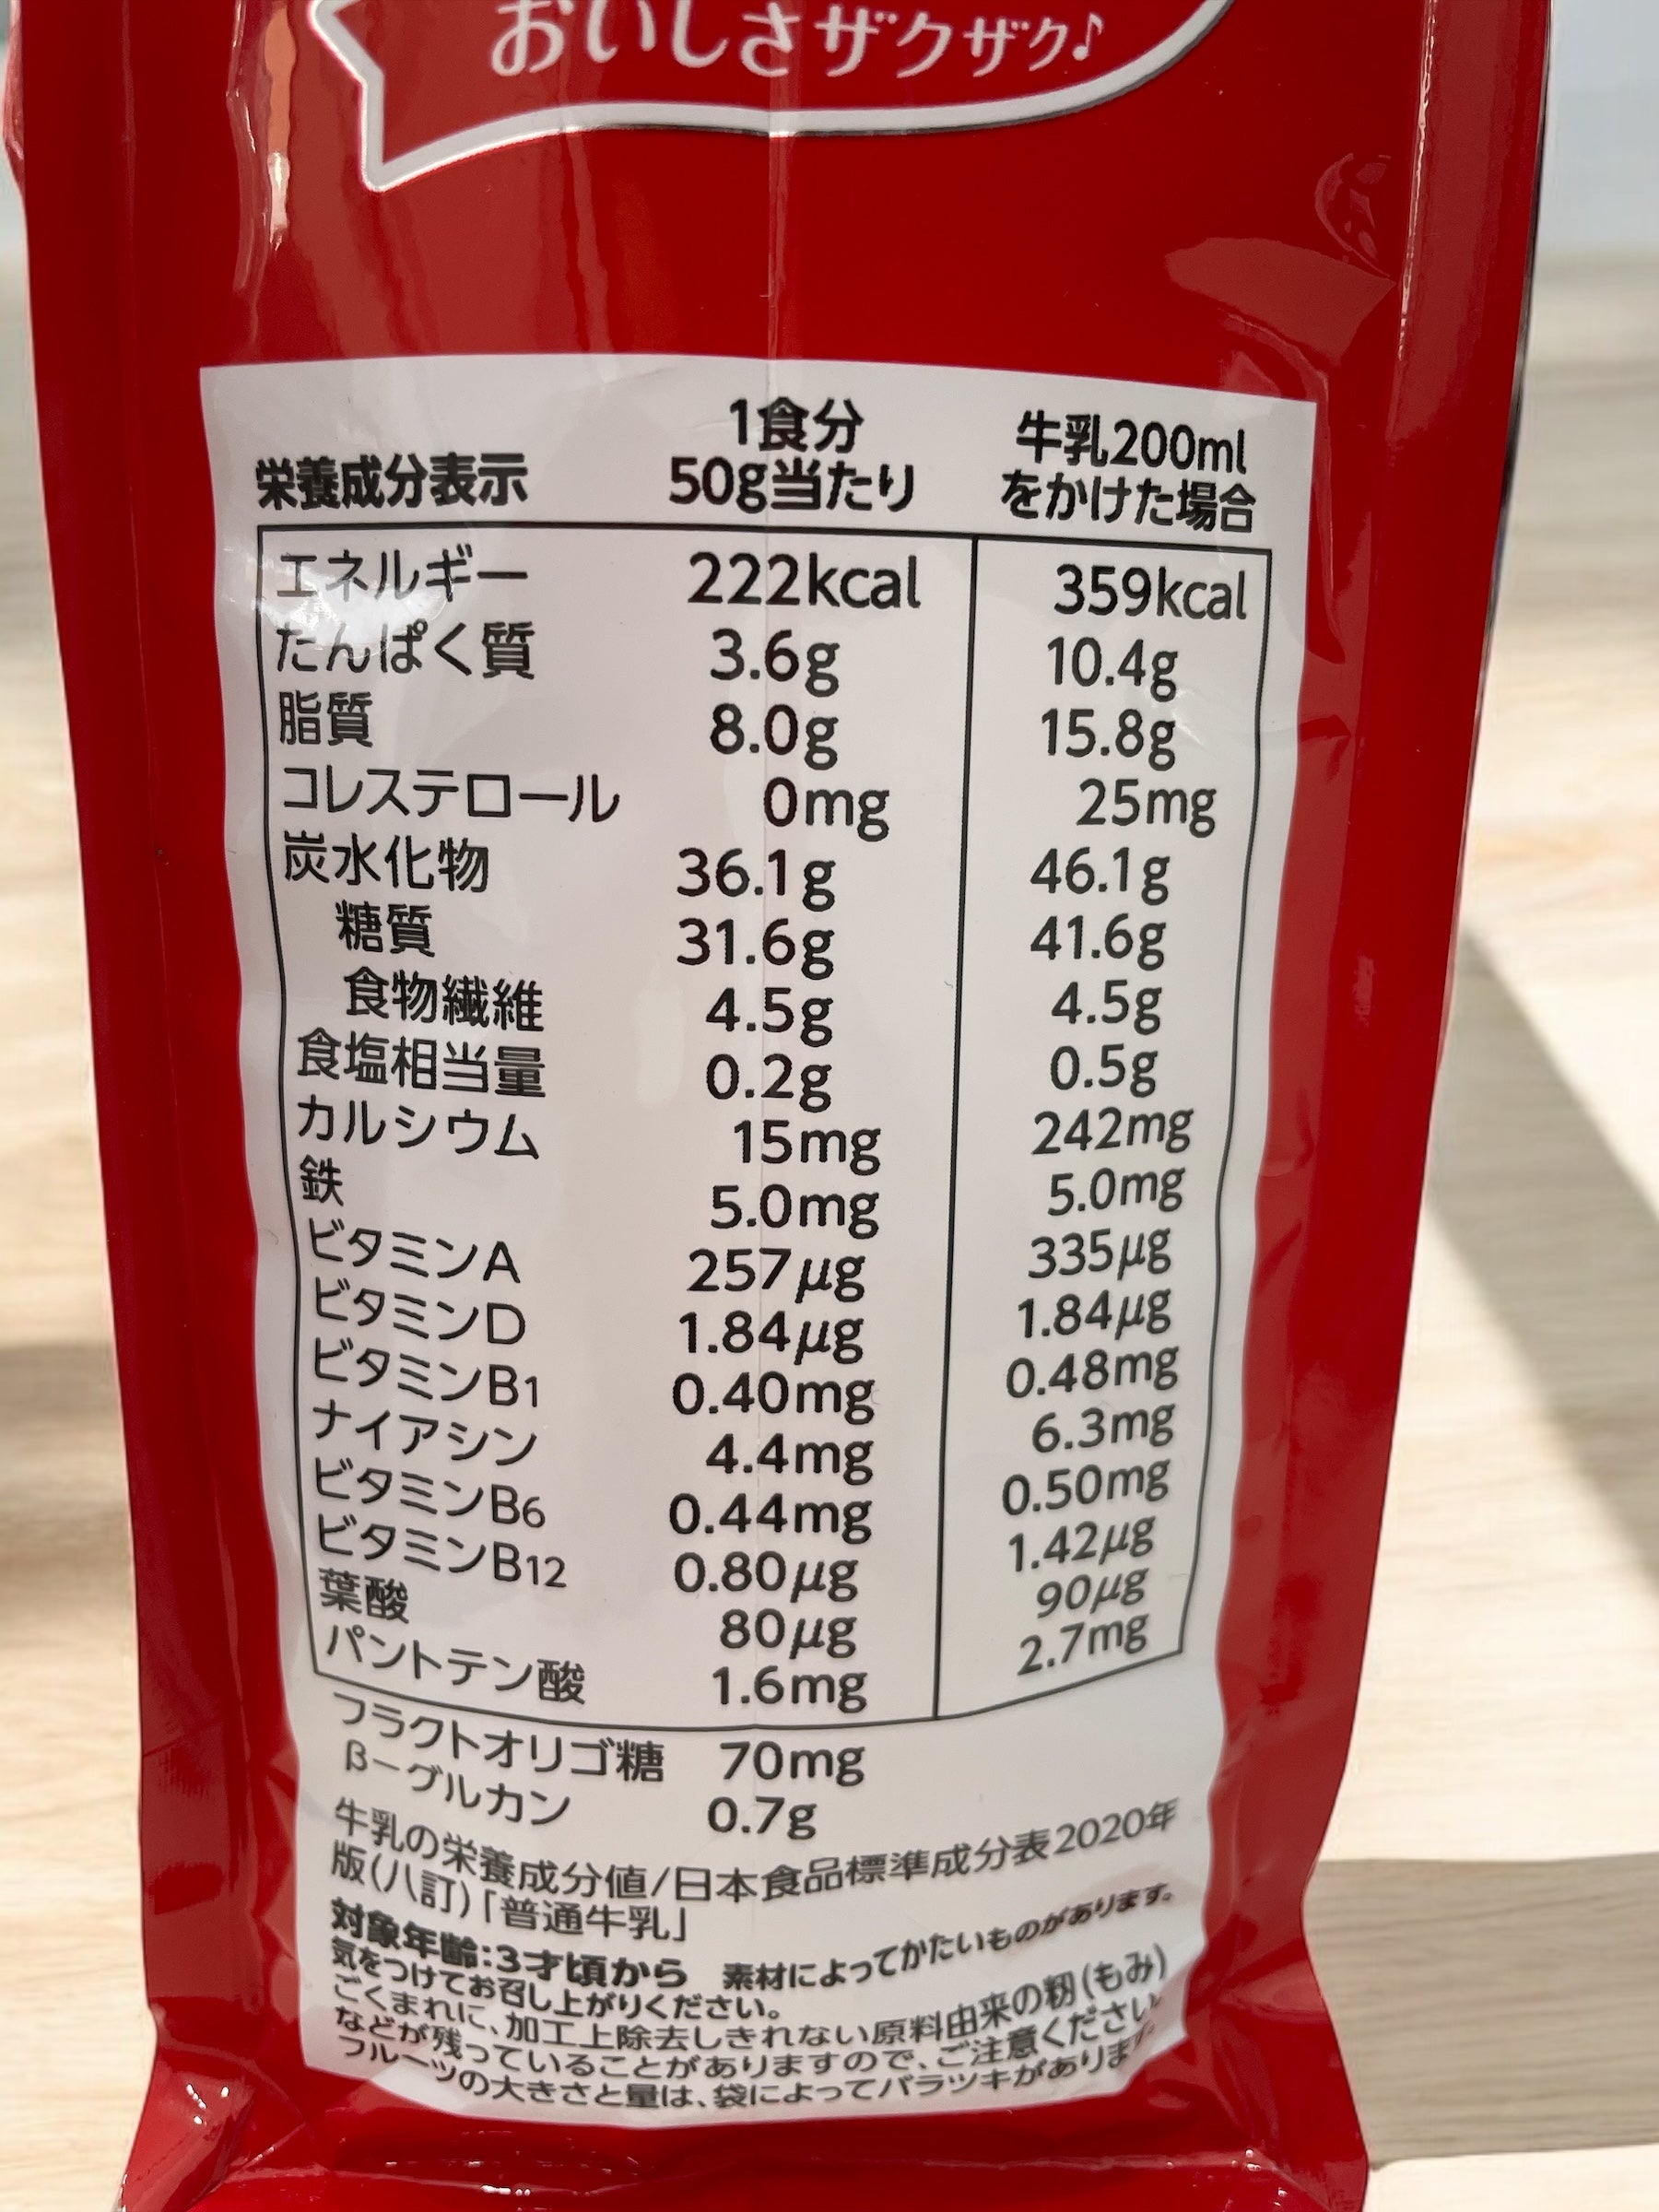 おいしさザクザク♪
栄養成分表示 1食分 50g当たり 牛乳200ml をかけた場合
エネルギー 222kcal 359kcal
たんぱく質 3.6g 10.4g
脂質 8.0g 15.8g
コレステロール 0mg 25mg
炭水化物 36.1g 46.1g
糖質 31.6g 41.6g
食物繊維 4.5g 4.5g
食塩相当量 0.2g 0.5g
カルシウム 15mg 242mg
鉄 5.0mg 5.0mg
ビタミンA 257μg 335μg
ビタミンD 1.84μg 1.84μg
ビタミンB1 0.40mg 0.48mg
ナイアシン 4.4mg 6.3mg
ビタミンB6 0.44mg 0.50mg
ビタミンB12 0.80μg 1.42μg
葉酸 80μg 90μg
パントテン酸 1.6mg 2.7mg
フラクトオリゴ糖 70mg
β-グルカン 0.7g
牛乳の栄養成分値/日本食品標準成分表2020年
版(八訂)「普通牛乳」
対象年齢:3才頃から 素材によってかたいものがあります。
気をつけてお召し上がりください。
ごくまれに、加工上除去しきれない原料由来の籾(もみ)
などが残っていることがありますので、ご注意ください。
フルーツの大きさと量は、袋によってバラツキがあります。